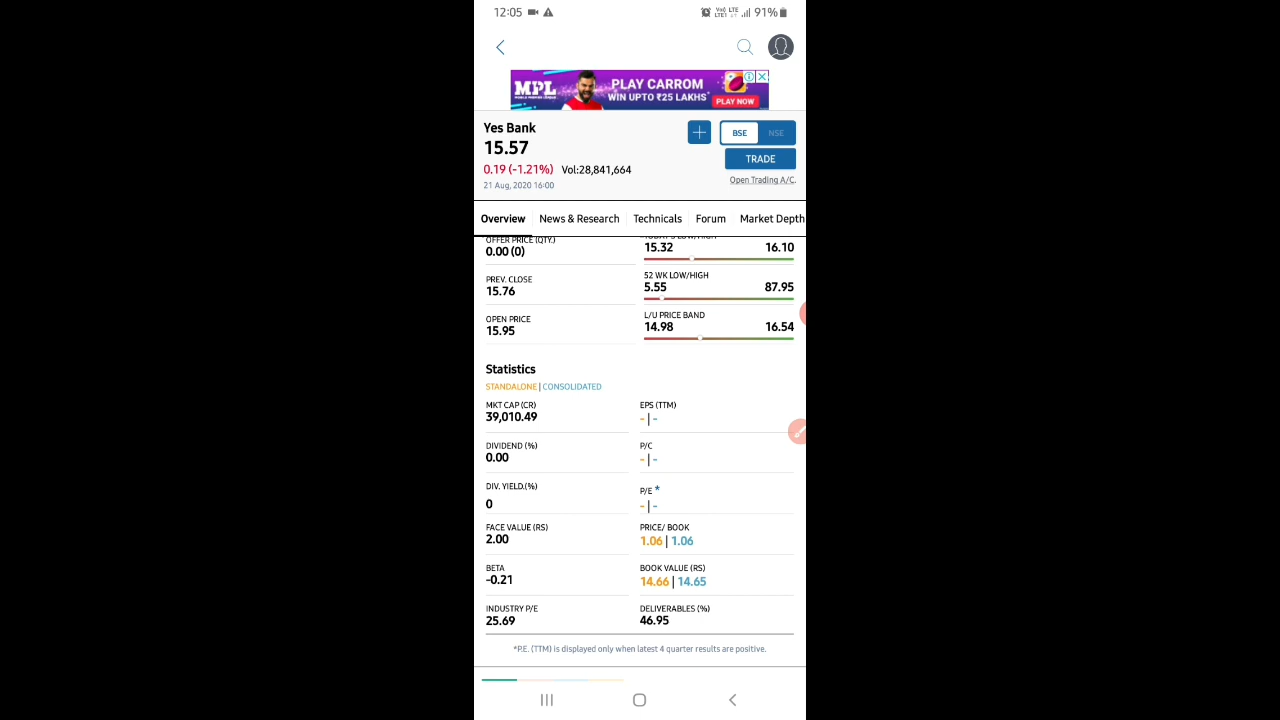 12:05 91%
MPL PLAY CARROM
WIN UPTO ₹25 LAKHS*
PLAY NOW
Yes Bank
15.57
0.19 (-1.21%) Vol:28,841,664
21 Aug, 2020 16:00
BSE NSE
TRADE
Open Trading A/C.
Overview News & Research Technicals Forum Market Depth
OFFER PRICE (QTY.)
0.00 (0)
15.32 16.10
PREV. CLOSE
15.76
52 WK LOW/HIGH
5.55 87.95
OPEN PRICE
15.95
L/U PRICE BAND
14.98 16.54
Statistics
STANDALONE | CONSOLIDATED
MKT CAP (CR)
39,010.49
EPS (TTM)
- | -
DIVIDEND (%)
0.00
P/C
- | -
DIV. YIELD.(%)
0
P/E *
- | -
FACE VALUE (RS)
2.00
PRICE/ BOOK
1.06 | 1.06
BETA
-0.21
BOOK VALUE (RS)
14.66 | 14.65
INDUSTRY P/E
25.69
DELIVERABLES (%)
46.95
*P.E. (TTM) is displayed only when latest 4 quarter results are positive.